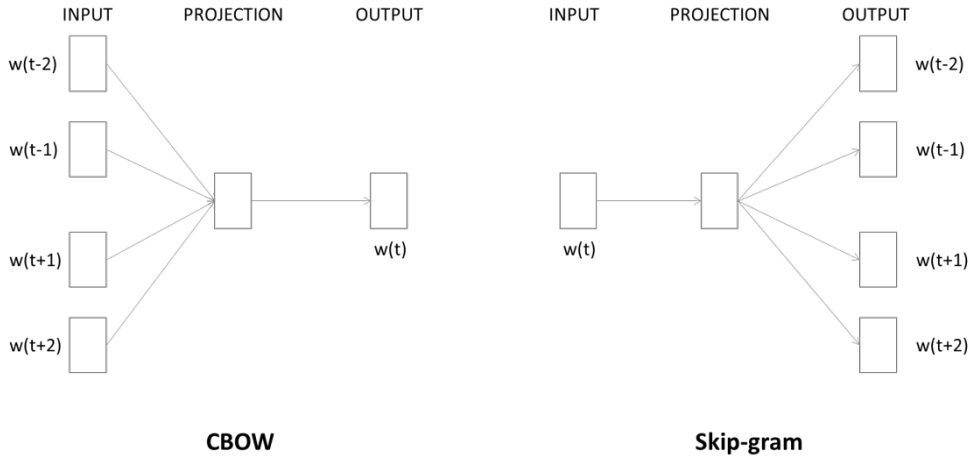 INPUT PROJECTION OUTPUT
w(t-2)
w(t-1)
w(t+1)
w(t+2)
w(t)
CBOW
INPUT PROJECTION OUTPUT
w(t)
w(t-2)
w(t-1)
w(t+1)
w(t+2)
Skip-gram